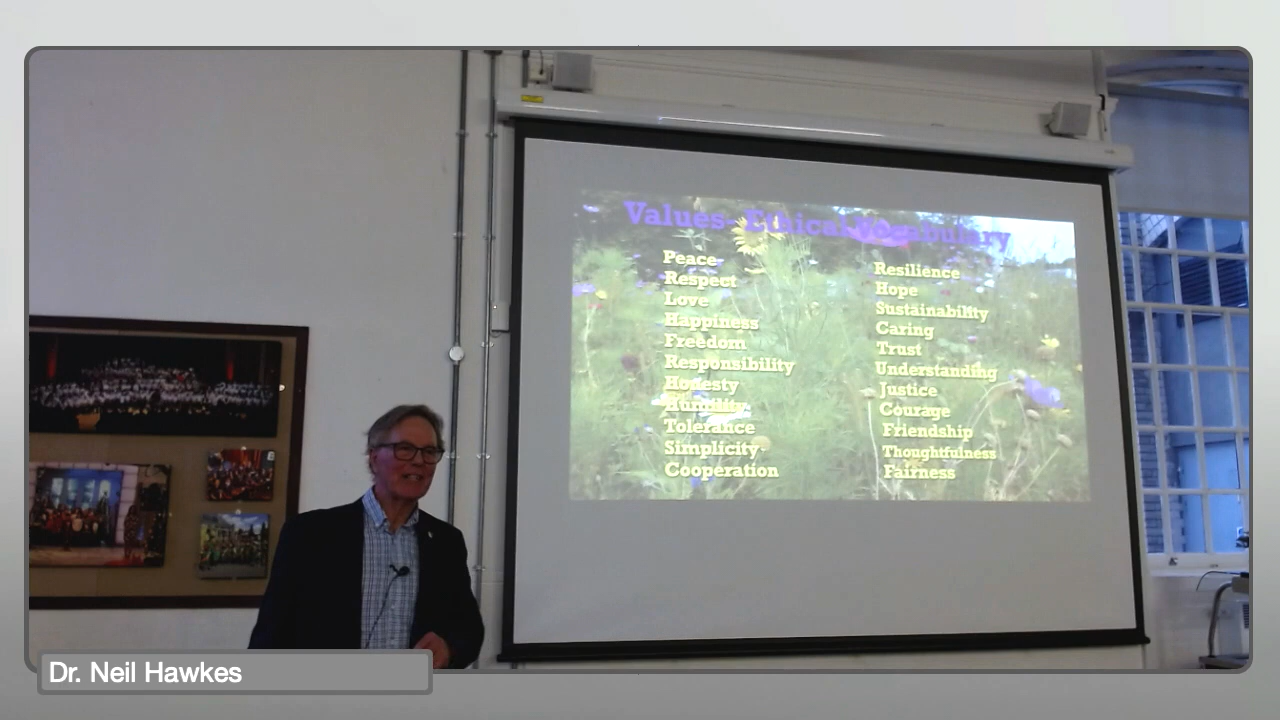 Values- Ethical Vocabulary
Peace
Respect
Love
Happiness
Freedom
Responsibility
Honesty
Humility
Tolerance
Simplicity
Cooperation
Resilience
Hope
Sustainability
Caring
Trust
Understanding
Justice
Courage
Friendship
Thoughtfulness
Fairness
Dr. Neil Hawkes